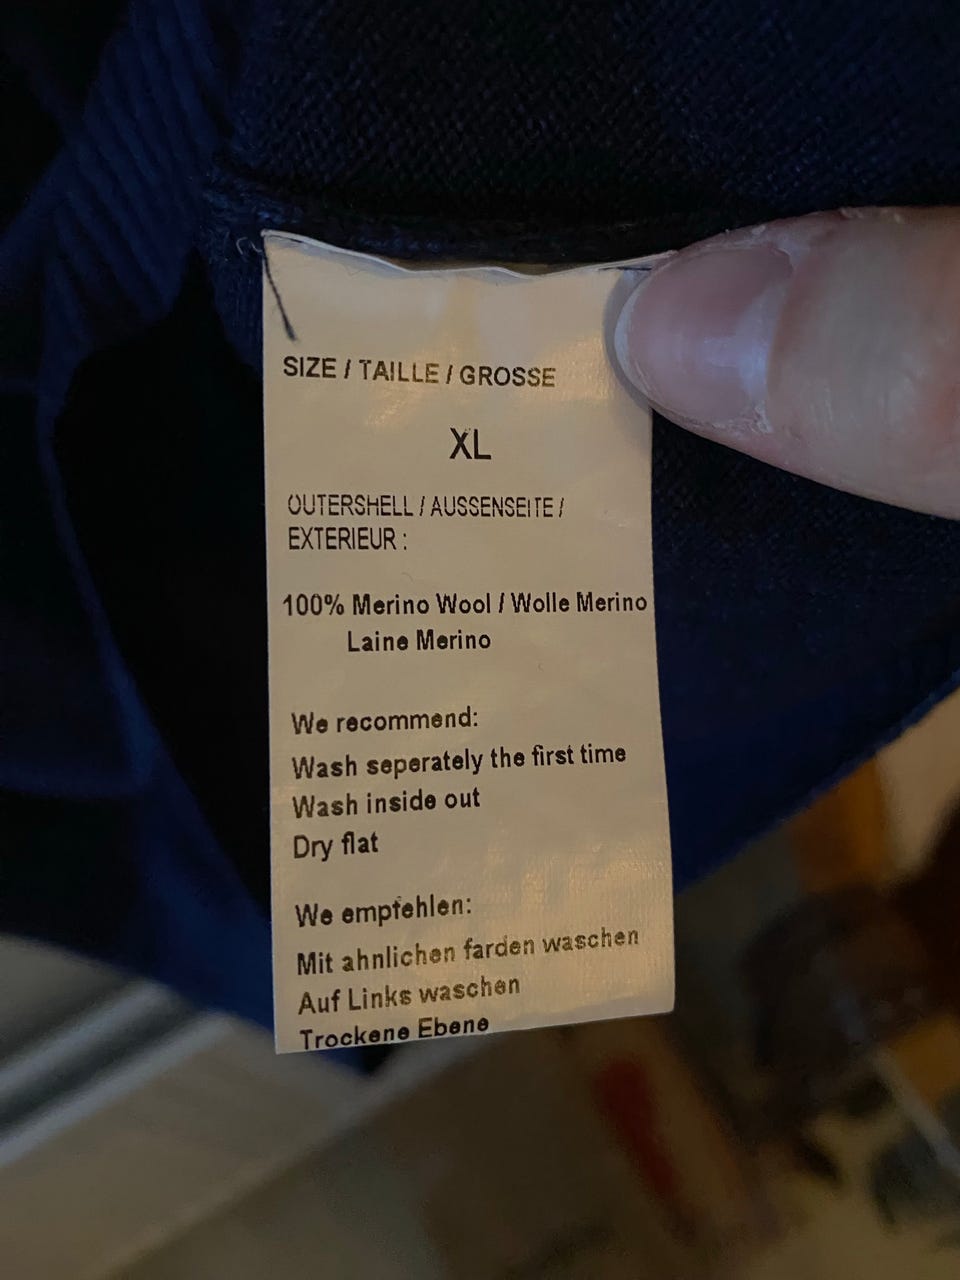 SIZE / TAILLE / GROSSE
XL
OUTERSHELL / AUSSENSEITE /
EXTERIEUR :
100% Merino Wool / Wolle Merino
Laine Merino
We recommend:
Wash seperately the first time
Wash inside out
Dry flat
We empfehlen:
Mit ahnlichen farden waschen
Auf Links waschen
Trockene Ebene